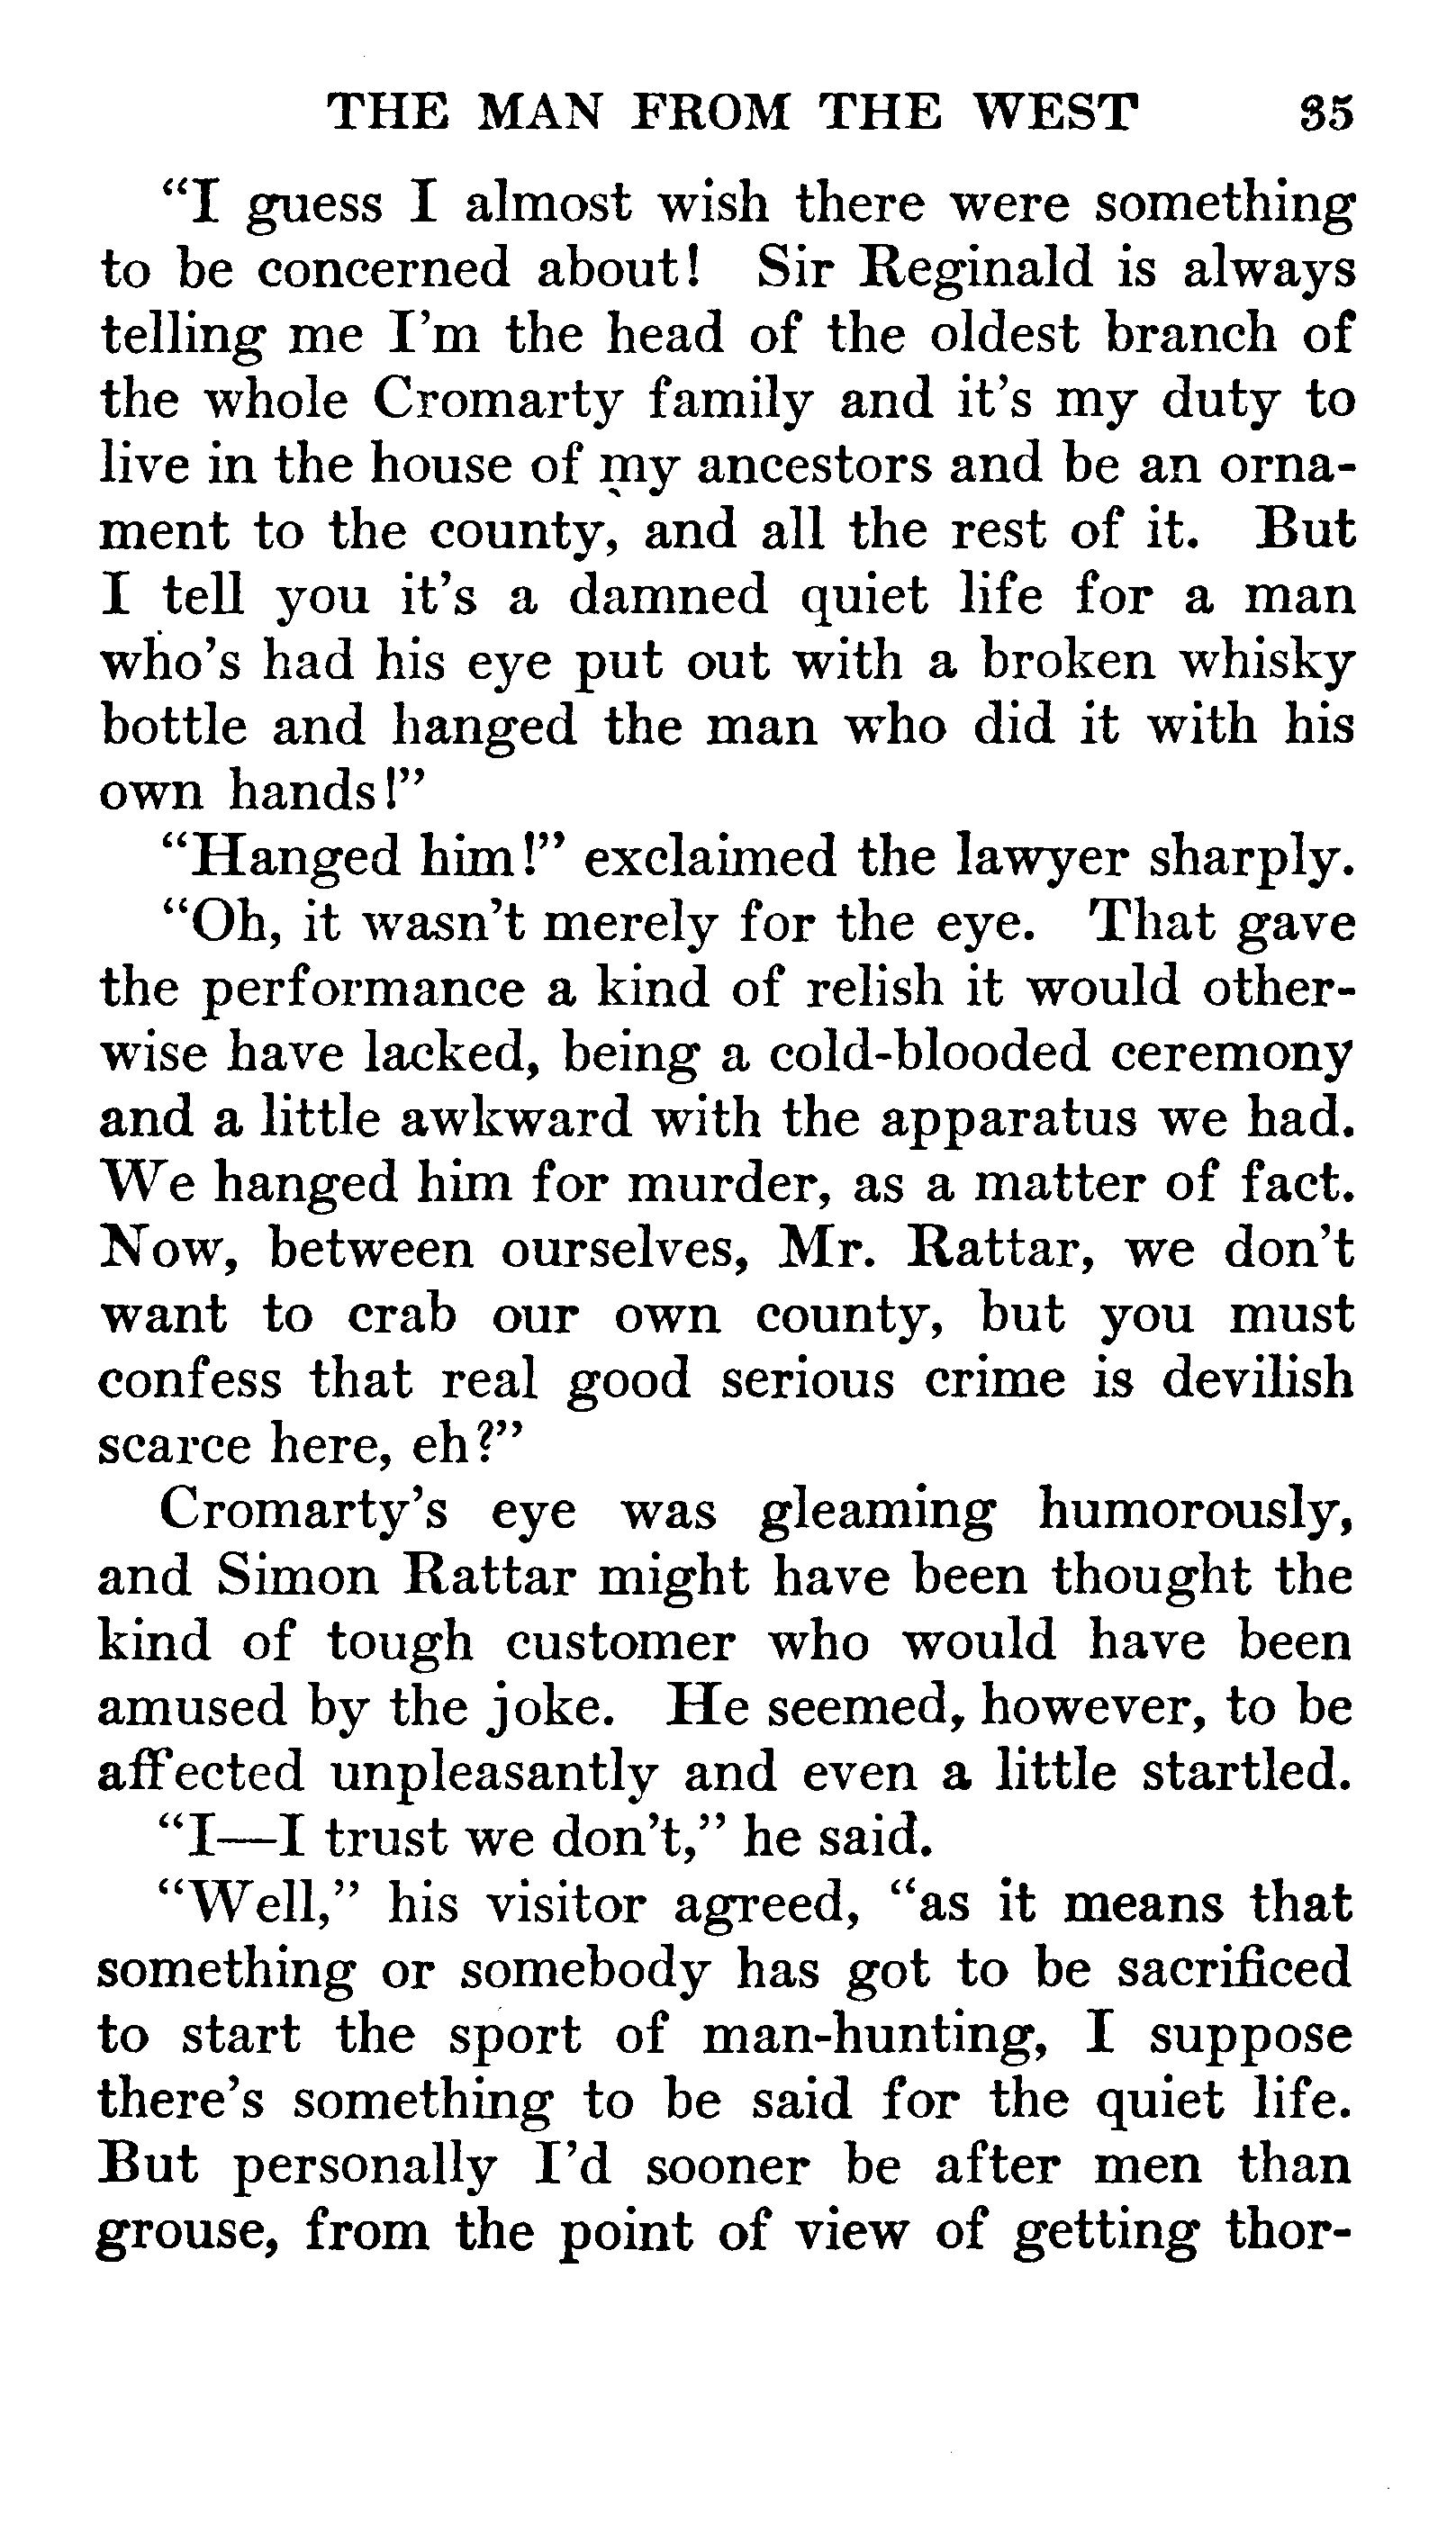 THE MAN FROM THE WEST 35
“I guess I almost wish there were something
to be concerned about! Sir Reginald is always
telling me I’m the head of the oldest branch of
the whole Cromarty family and it’s my duty to
live in the house of my ancestors and be an orna-
ment to the county, and all the rest of it. But
I tell you it’s a damned quiet life for a man
who’s had his eye put out with a broken whisky
bottle and hanged the man who did it with his
own hands!”
“Hanged him!” exclaimed the lawyer sharply.
“Oh, it wasn’t merely for the eye. That gave
the performance a kind of relish it would other-
wise have lacked, being a cold-blooded ceremony
and a little awkward with the apparatus we had.
We hanged him for murder, as a matter of fact.
Now, between ourselves, Mr. Rattar, we don’t
want to crab our own county, but you must
confess that real good serious crime is devilish
scarce here, eh?”
Cromarty’s eye was gleaming humorously,
and Simon Rattar might have been thought the
kind of tough customer who would have been
amused by the joke. He seemed, however, to be
affected unpleasantly and even a little startled.
“I—I trust we don’t,” he said.
“Well,” his visitor agreed, “as it means that
something or somebody has got to be sacrificed
to start the sport of man-hunting, I suppose
there’s something to be said for the quiet life.
But personally I’d sooner be after men than
grouse, from the point of view of getting thor-